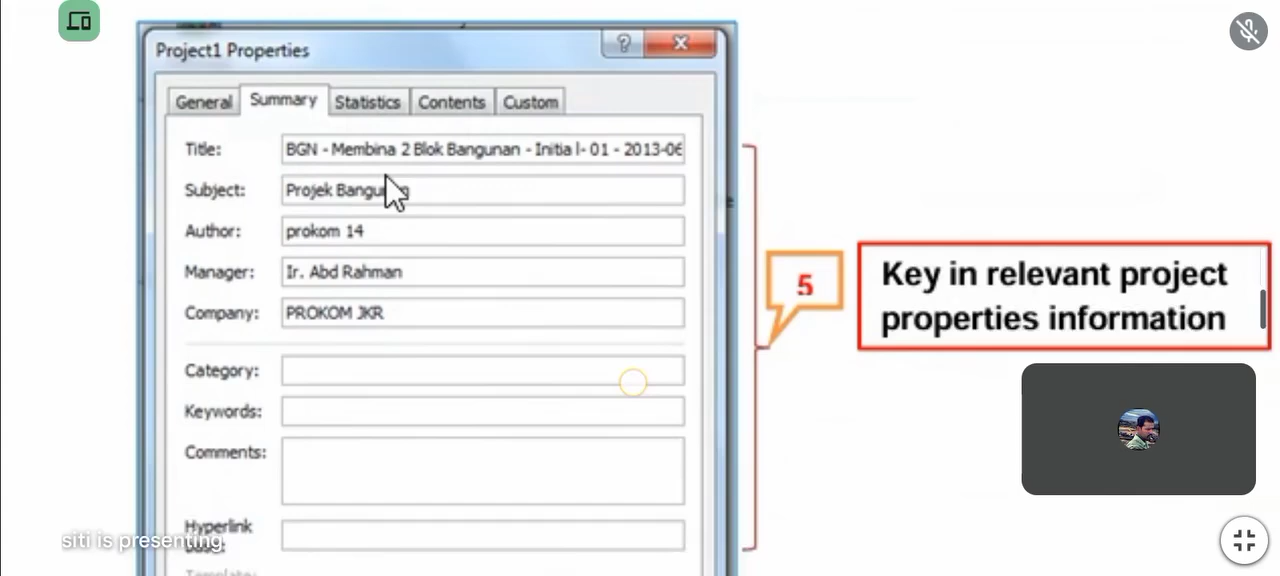 Project1 Properties
General Summary Statistics Contents Custom
Title: BGN - Membina 2 Blok Bangunan - Initia l- 01 - 2013-06
Subject: Projek
Author: prokom 14
Manager: Ir. Abd Rahman
Company: PROKOM JKR
Category:
Keywords:
Comments:
Hyperlink
siti is presenting
Template:
5
Key in relevant project
properties information